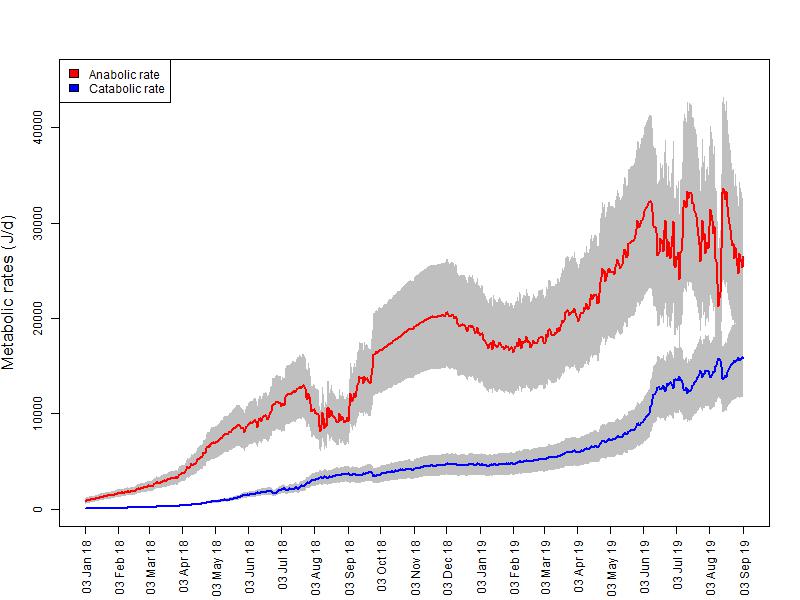 Anabolic rate
Catabolic rate
Metabolic rates (J/d)
40000
30000
20000
10000
0
03 Jan 18
03 Feb 18
03 Mar 18
03 Apr 18
03 May 18
03 Jun 18
03 Jul 18
03 Aug 18
03 Sep 18
03 Oct 18
03 Nov 18
03 Dec 18
03 Jan 19
03 Feb 19
03 Mar 19
03 Apr 19
03 May 19
03 Jun 19
03 Jul 19
03 Aug 19
03 Sep 19